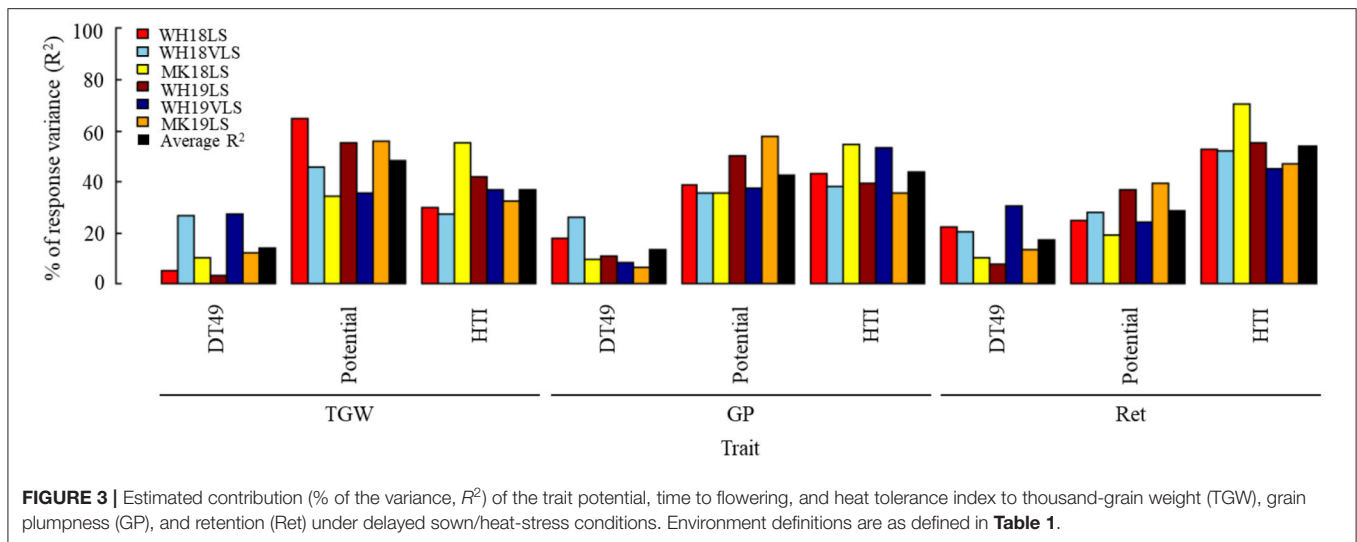 % of response variance (R²)
100
80
60
40
20
0
WH18LS
WH18VLS
MK18LS
WH19LS
WH19VLS
MK19LS
Average R²
DT49
Potential
HTI
DT49
Potential
HTI
DT49
Potential
HTI
TGW
GP
Ret
Trait
FIGURE 3 | Estimated contribution (% of the variance, R²) of the trait potential, time to flowering, and heat tolerance index to thousand-grain weight (TGW), grain
plumpness (GP), and retention (Ret) under delayed sown/heat-stress conditions. Environment definitions are as defined in Table 1.